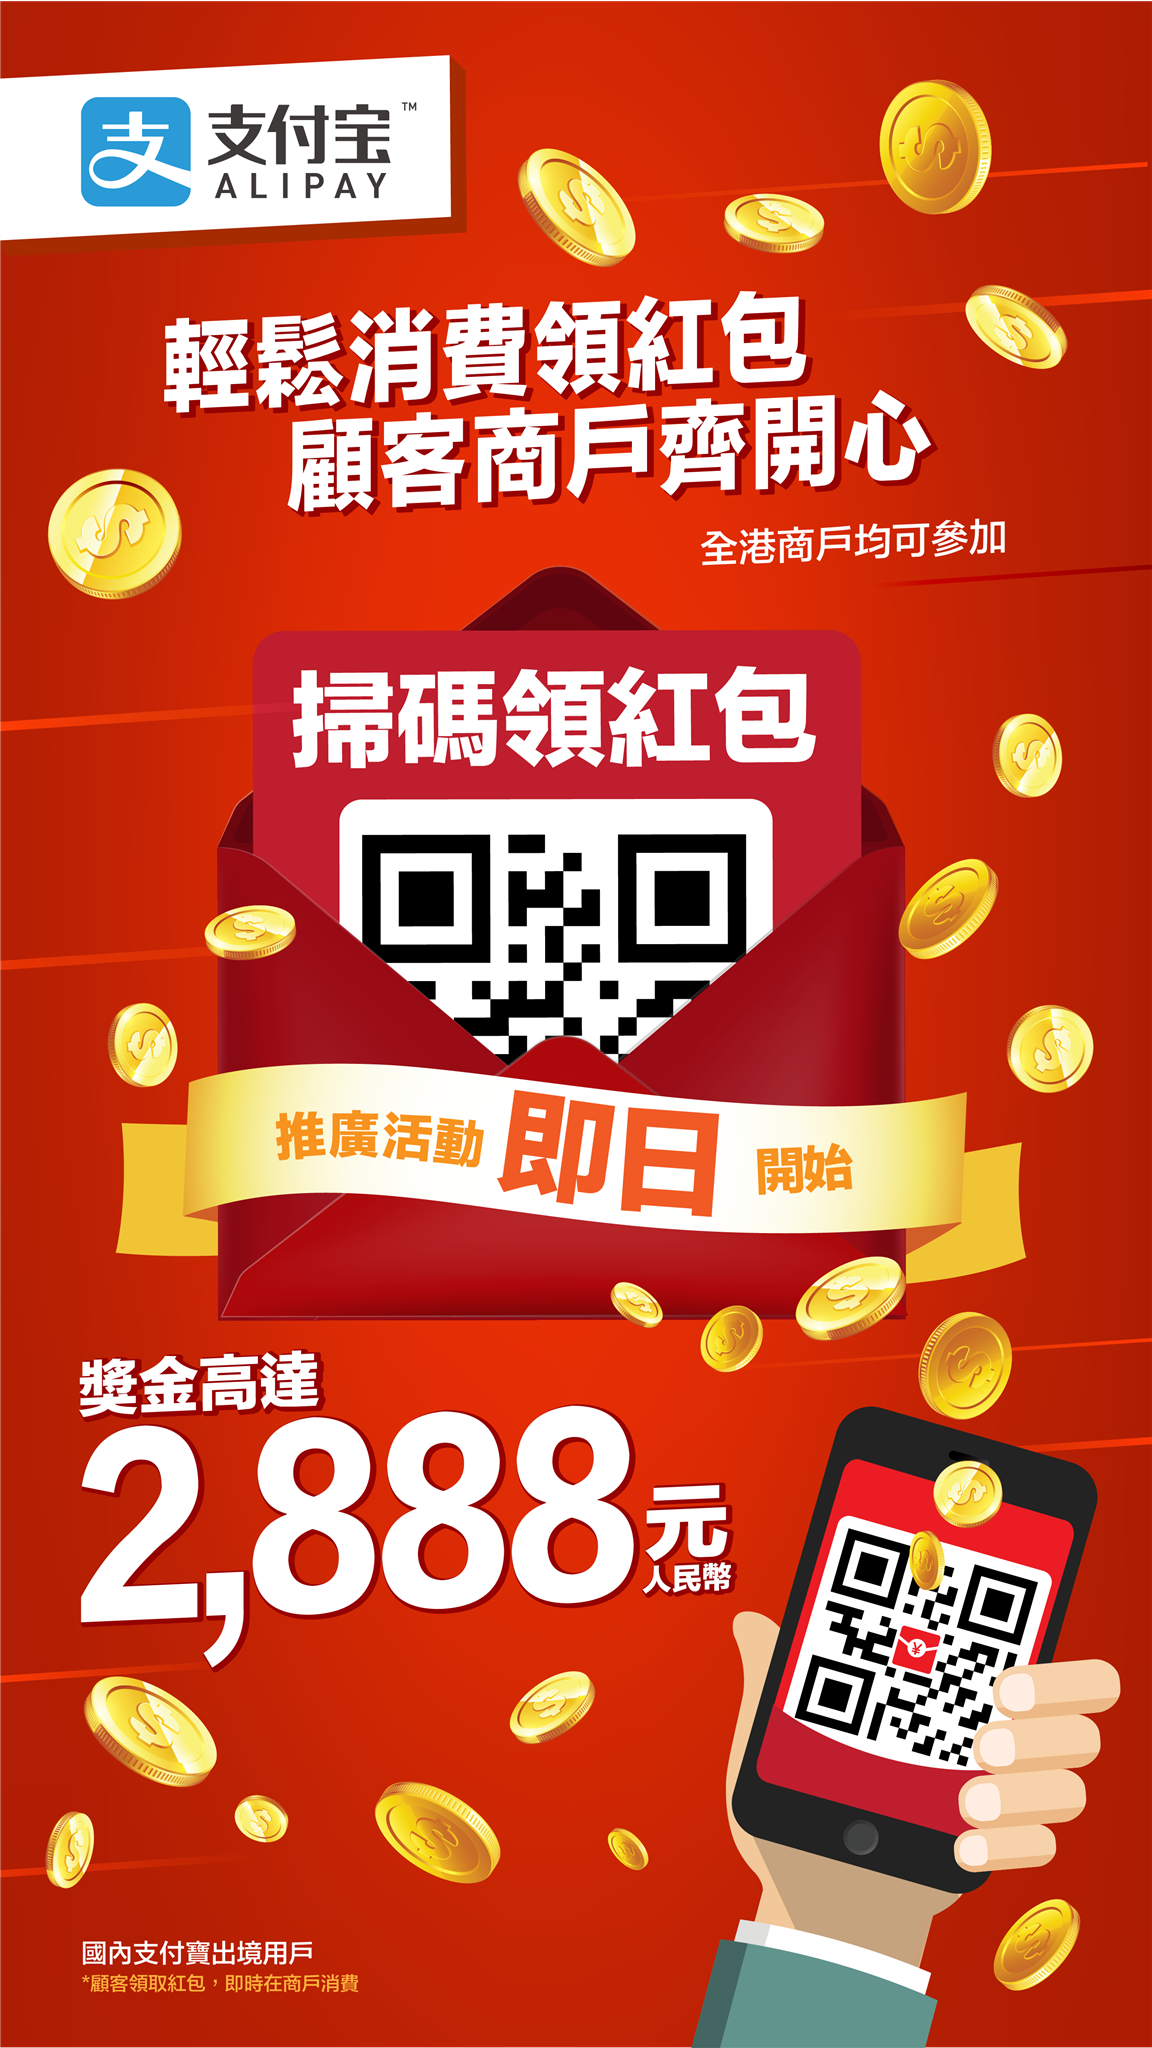 支 支付宝™
ALIPAY
輕鬆消費領紅包
顧客商戶齊開心
全港商戶均可參加
掃碼領紅包
推廣活動 即日 開始
獎金高達
2,888元
人民幣
¥
國內支付寶出境用戶
*顧客領取紅包，即時在商戶消費